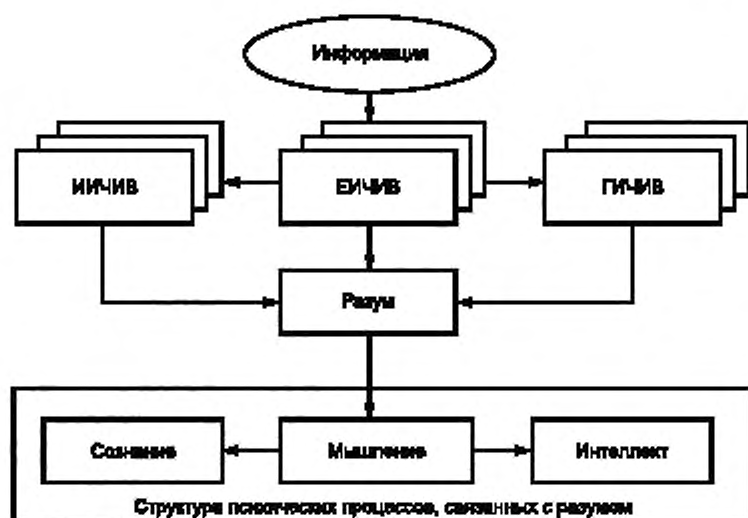 Информация
ИИЧИВ
ЕИЧИВ
ГИЧИВ
Разум
Сознание
Мышление
Интеллект
Структура психических процессов, связанных с разумом